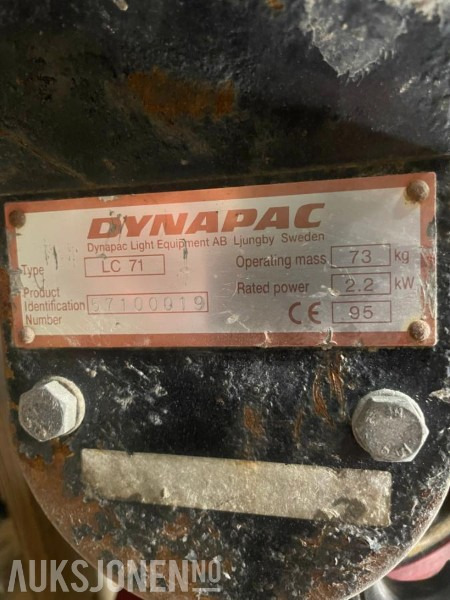 DYNAPAC
Dynapac Light Equipment AB Ljungby Sweden
Type LC 71 Operating mass 73 kg
Product Identification Number Rated power 2.2 kW
CE 95
AUKSJONEN.NO